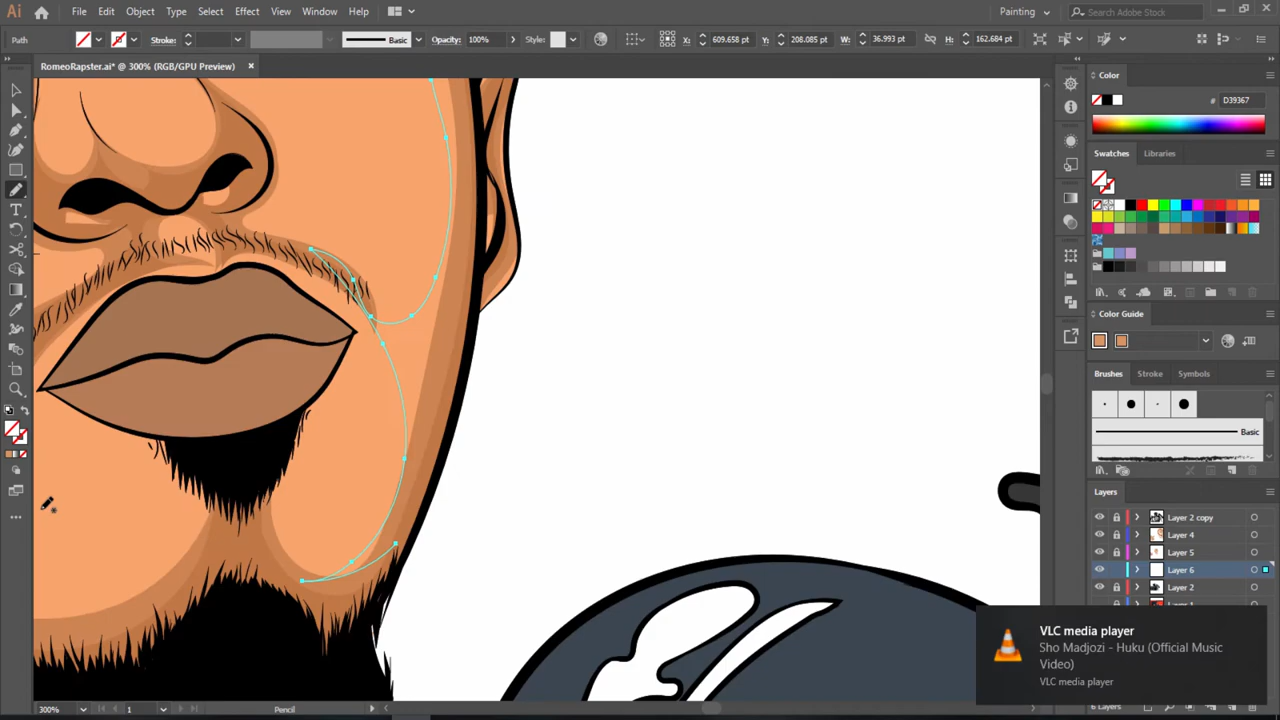 Ai File Edit Object Type Select Effect View Window Help Painting Search Adobe Stock
Path Stroke: Basic Opacity: 100% Style: X: 609.658 pt Y: 208.085 pt W: 36.993 pt H: 162.684 pt
RomeoRapster.ai* @ 300% (RGB/GPU Preview)
Color
# D39367
Swatches Libraries
Color Guide
Brushes Stroke Symbols
Basic
Layers
Layer 2 copy
Layer 4
Layer 5
Layer 6
Layer 2
VLC media player
Sho Madjozi - Huku (Official Music
Video)
VLC media player
300% 1 Pencil